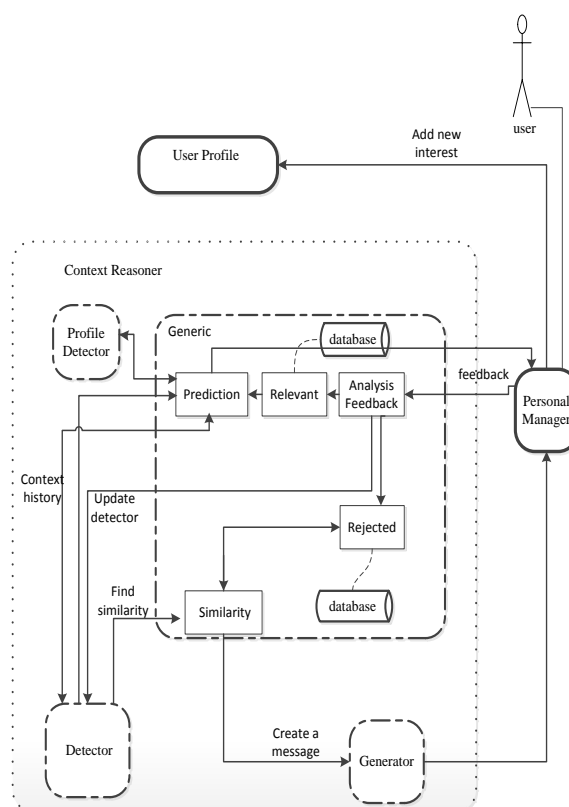 user
Add new
interest
User Profile
Context Reasoner
Profile
Detector
Generic
database
Prediction
Relevant
Analysis
Feedback
feedback
Personal
Manager
Context
history
Update
detector
Rejected
Find
similarity
Similarity
database
Detector
Create a
message
Generator